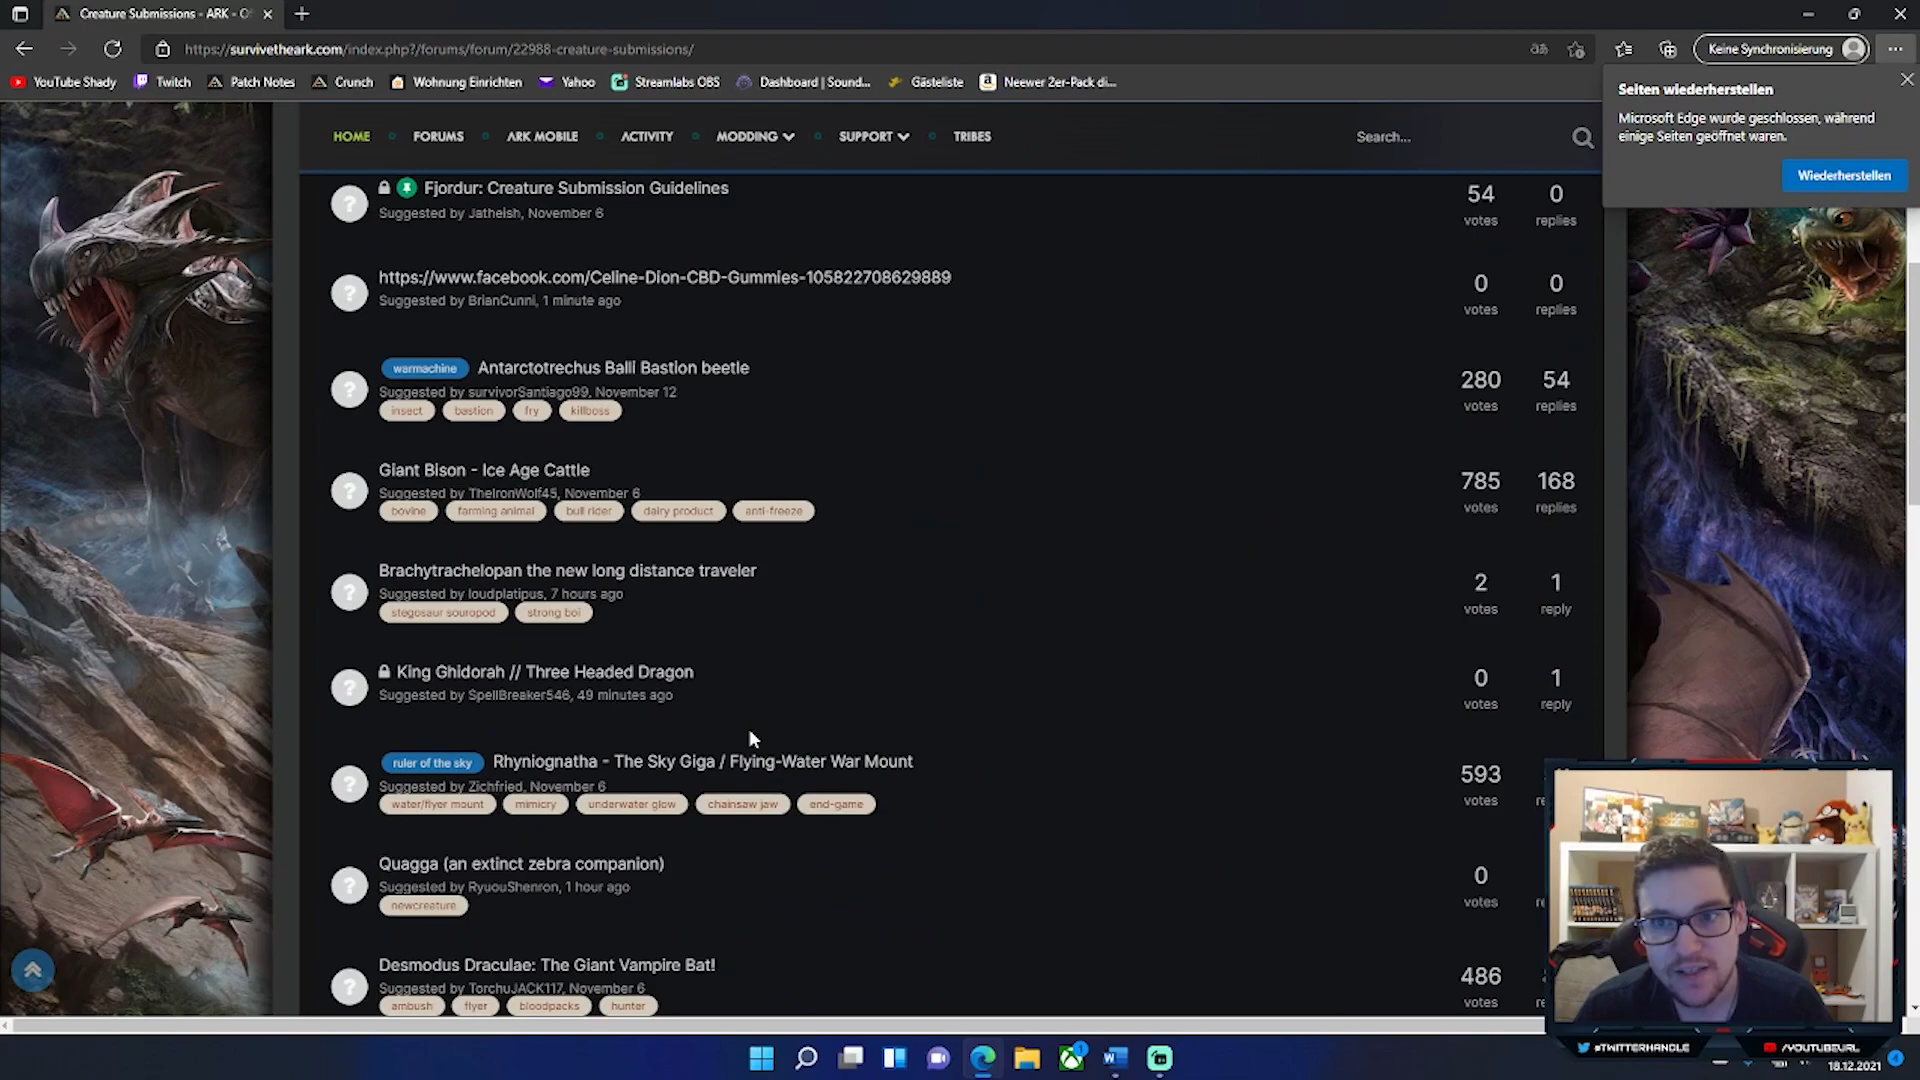 Creature Submissions - ARK - O
https://survivetheark.com/index.php?/forums/forum/22988-creature-submissions/
Keine Synchronisierung
YouTube Shady
Twitch
Patch Notes
Crunch
Wohnung Einrichten
Yahoo
Streamlabs OBS
Dashboard | Sound...
Gästeliste
Neewer 2er-Pack di...
Seiten wiederherstellen
Microsoft Edge wurde geschlossen, während
einige Seiten geöffnet waren.
Wiederherstellen
HOME
FORUMS
ARK MOBILE
ACTIVITY
MODDING
SUPPORT
TRIBES
Search...
Fjordur: Creature Submission Guidelines
Suggested by Jatheish, November 6
54 votes
0 replies
https://www.facebook.com/Celine-Dion-CBD-Gummies-105822708629889
Suggested by BrianCunni, 1 minute ago
0 votes
0 replies
warmachine Antarctotrechus Balli Bastion beetle
Suggested by survivorSantiago99, November 12
insect bastion fry killboss
280 votes
54 replies
Giant Bison - Ice Age Cattle
Suggested by TheIronWolf45, November 6
bovine farming animal bull rider dairy product anti-freeze
785 votes
168 replies
Brachytrachelopan the new long distance traveler
Suggested by loudplatipus, 7 hours ago
stegosaur souropod strong boi
2 votes
1 reply
King Ghidorah // Three Headed Dragon
Suggested by SpellBreaker546, 49 minutes ago
0 votes
1 reply
ruler of the sky Rhyniognatha - The Sky Giga / Flying-Water War Mount
Suggested by Zichfried, November 6
water/flyer mount mimicry underwater glow chainsaw jaw end-game
593 votes
Quagga (an extinct zebra companion)
Suggested by RyuouShenron, 1 hour ago
newcreature
0 votes
Desmodus Draculae: The Giant Vampire Bat!
Suggested by TorchuJACK117, November 6
ambush flyer bloodpacks hunter
486 votes
@TWITTERHANDLE
/YOUTUBEURL
18.12.2021